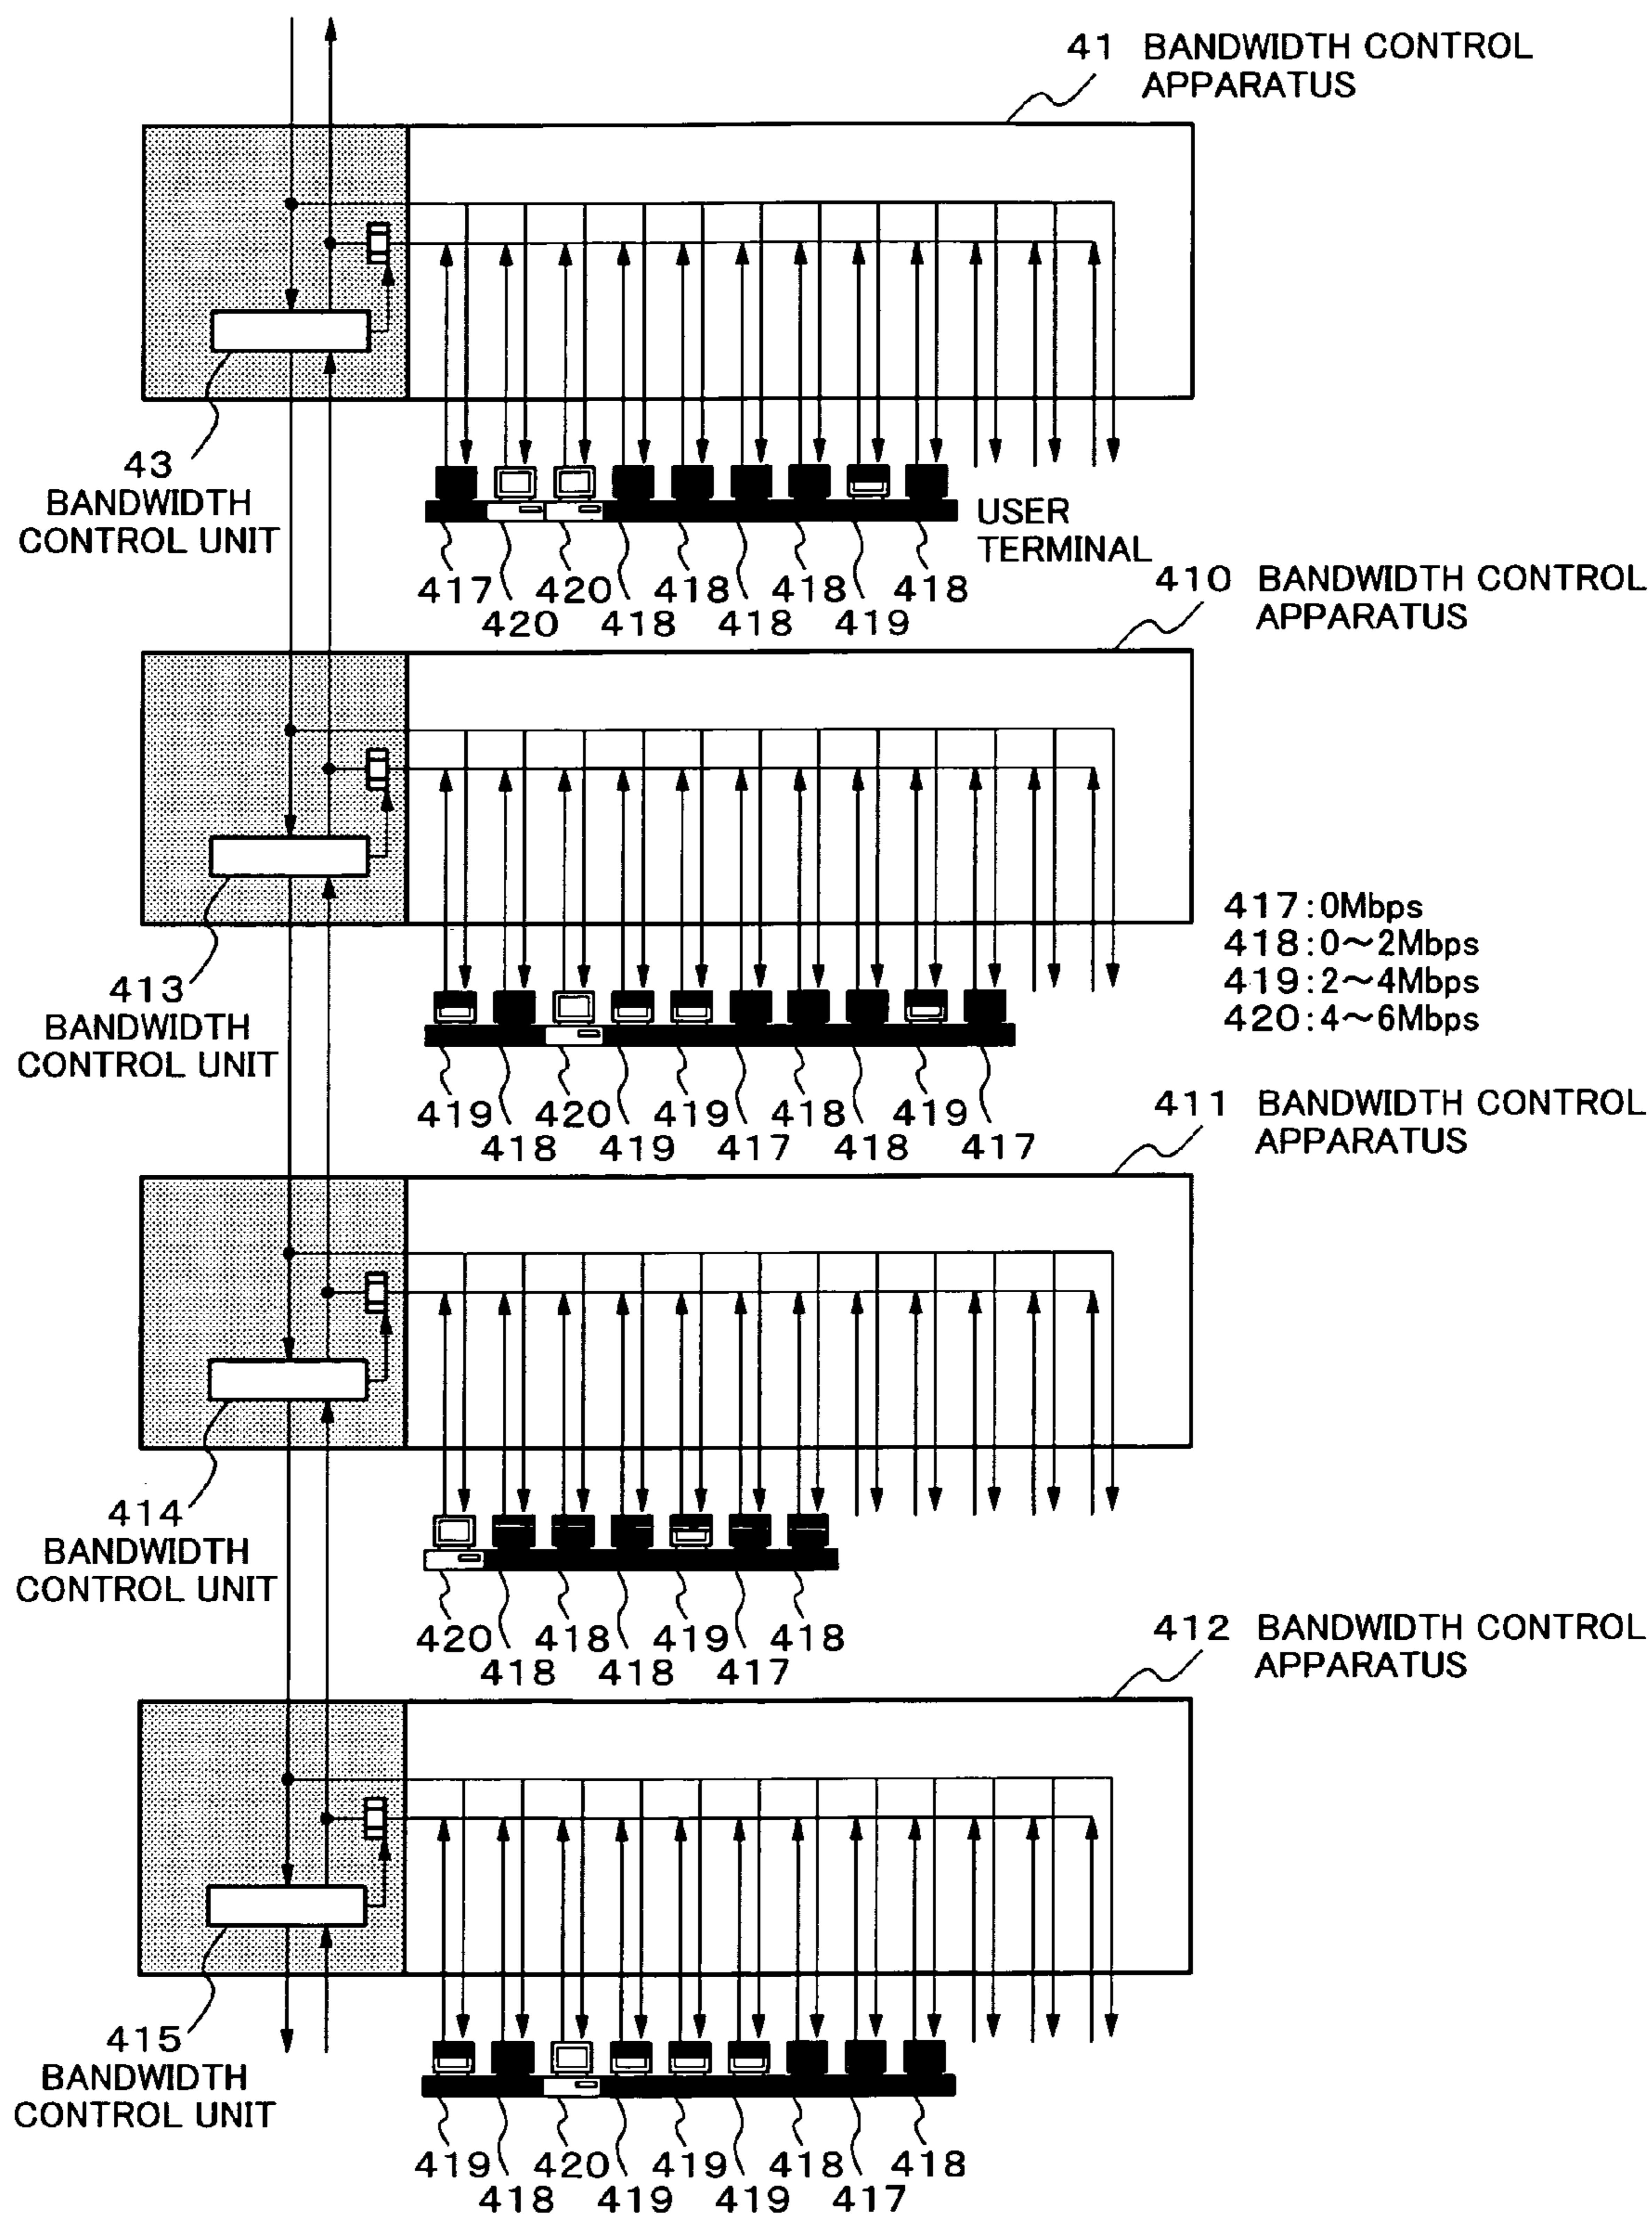 41 BANDWIDTH CONTROL
APPARATUS
43
BANDWIDTH
CONTROL UNIT
USER
TERMINAL
417 420 418 418 418
420 418 418 419
410 BANDWIDTH CONTROL
APPARATUS
417:0Mbps
418:0～2Mbps
419:2～4Mbps
420:4～6Mbps
413
BANDWIDTH
CONTROL UNIT
419 420 419 418 419
418 419 417 418 417
411 BANDWIDTH CONTROL
APPARATUS
414
BANDWIDTH
CONTROL UNIT
420 418 419 418
418 418 417
412 BANDWIDTH CONTROL
APPARATUS
415
BANDWIDTH
CONTROL UNIT
419 420 419 418 418
418 419 419 417